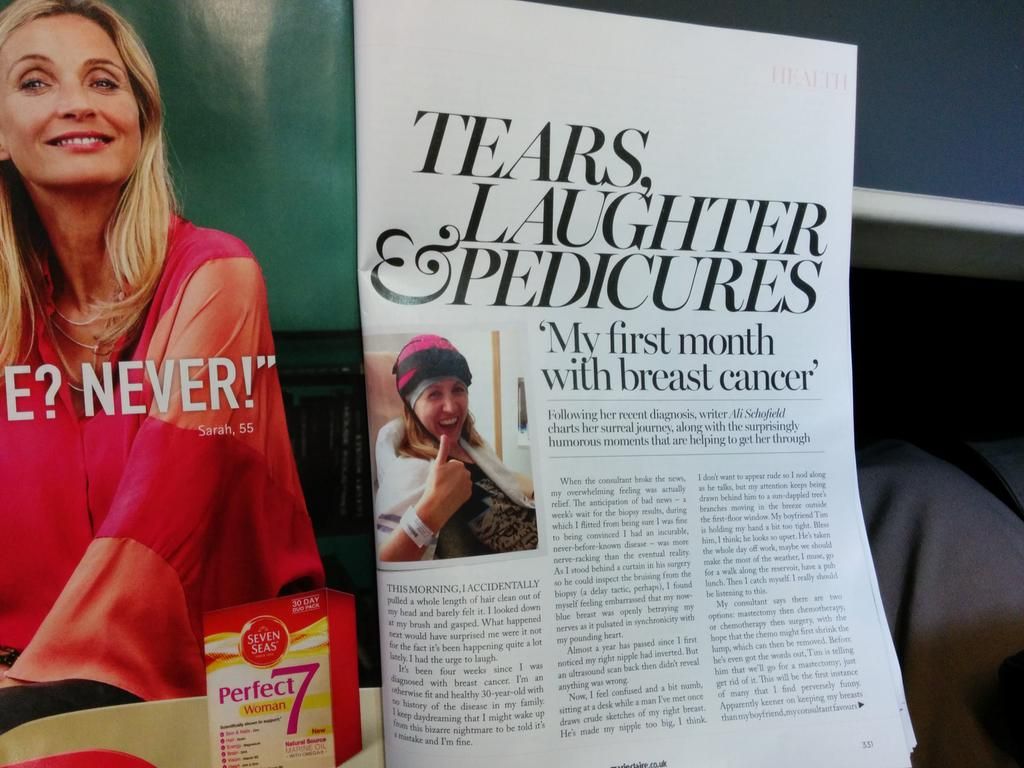 E? NEVER!”
Sarah, 55
30 DAY
DUO PACK
SEVEN
SEAS
Perfect 7
Woman
New
Natural Source
MARINE OIL
HEALTH
TEARS,
LAUGHTER
& PEDICURES
‘My first month
with breast cancer’
Following her recent diagnosis, writer Ali Schofield
charts her surreal journey, along with the surprisingly
humorous moments that are helping to get her through
THIS MORNING, I ACCIDENTALLY
pulled a whole length of hair clean out of
my head and barely felt it. I looked down
at my brush and gasped. What happened
next would have surprised me were it not
for the fact it’s been happening quite a lot
lately. I had the urge to laugh.
It’s been four weeks since I was
diagnosed with breast cancer. I’m an
otherwise fit and healthy 30-year-old with
no history of the disease in my family.
I keep daydreaming that I might wake up
from this bizarre nightmare to be told it’s
a mistake and I’m fine.
When the consultant broke the news,
my overwhelming feeling was actually
relief. The anticipation of bad news – a
week’s wait for the biopsy results, during
which I flitted from being sure I was fine
to being convinced I had an incurable,
never-before-known disease – was more
nerve-racking than the eventual reality.
As I stood behind a curtain in his surgery
so he could inspect the bruising from the
biopsy (a delay tactic, perhaps), I found
myself feeling embarrassed that my now-
blue breast was openly betraying my
nerves as it pulsated in synchronicity with
my pounding heart.
Almost a year has passed since I first
noticed my right nipple had inverted. But
an ultrasound scan back then didn’t reveal
anything was wrong.
Now, I feel confused and a bit numb,
sitting at a desk while a man I’ve met once
draws crude sketches of my right breast.
He’s made my nipple too big, I think.
I don’t want to appear rude so I nod along
as he talks, but my attention keeps being
drawn behind him to a sun-dappled tree’s
branches moving in the breeze outside
the first-floor window. My boyfriend Tim
is holding my hand a bit too tight. Bless
him, I think; he looks so upset. He’s taken
the whole day off work, maybe we should
make the most of the weather, I muse, go
for a walk along the reservoir, have a pub
lunch. Then I catch myself. I really should
be listening to this.
My consultant says there are two
options: mastectomy then chemotherapy,
or chemotherapy then surgery, with the
hope that the chemo might first shrink the
lump, which can then be removed. Before
he’s even got the words out, Tim is telling
him that we’ll go for a mastectomy; just
get rid of it. This will be the first instance
of many that I find perversely funny.
Apparently keener on keeping my breasts
than my boyfriend, my consultant favours ▶
331
marieclaire.co.uk